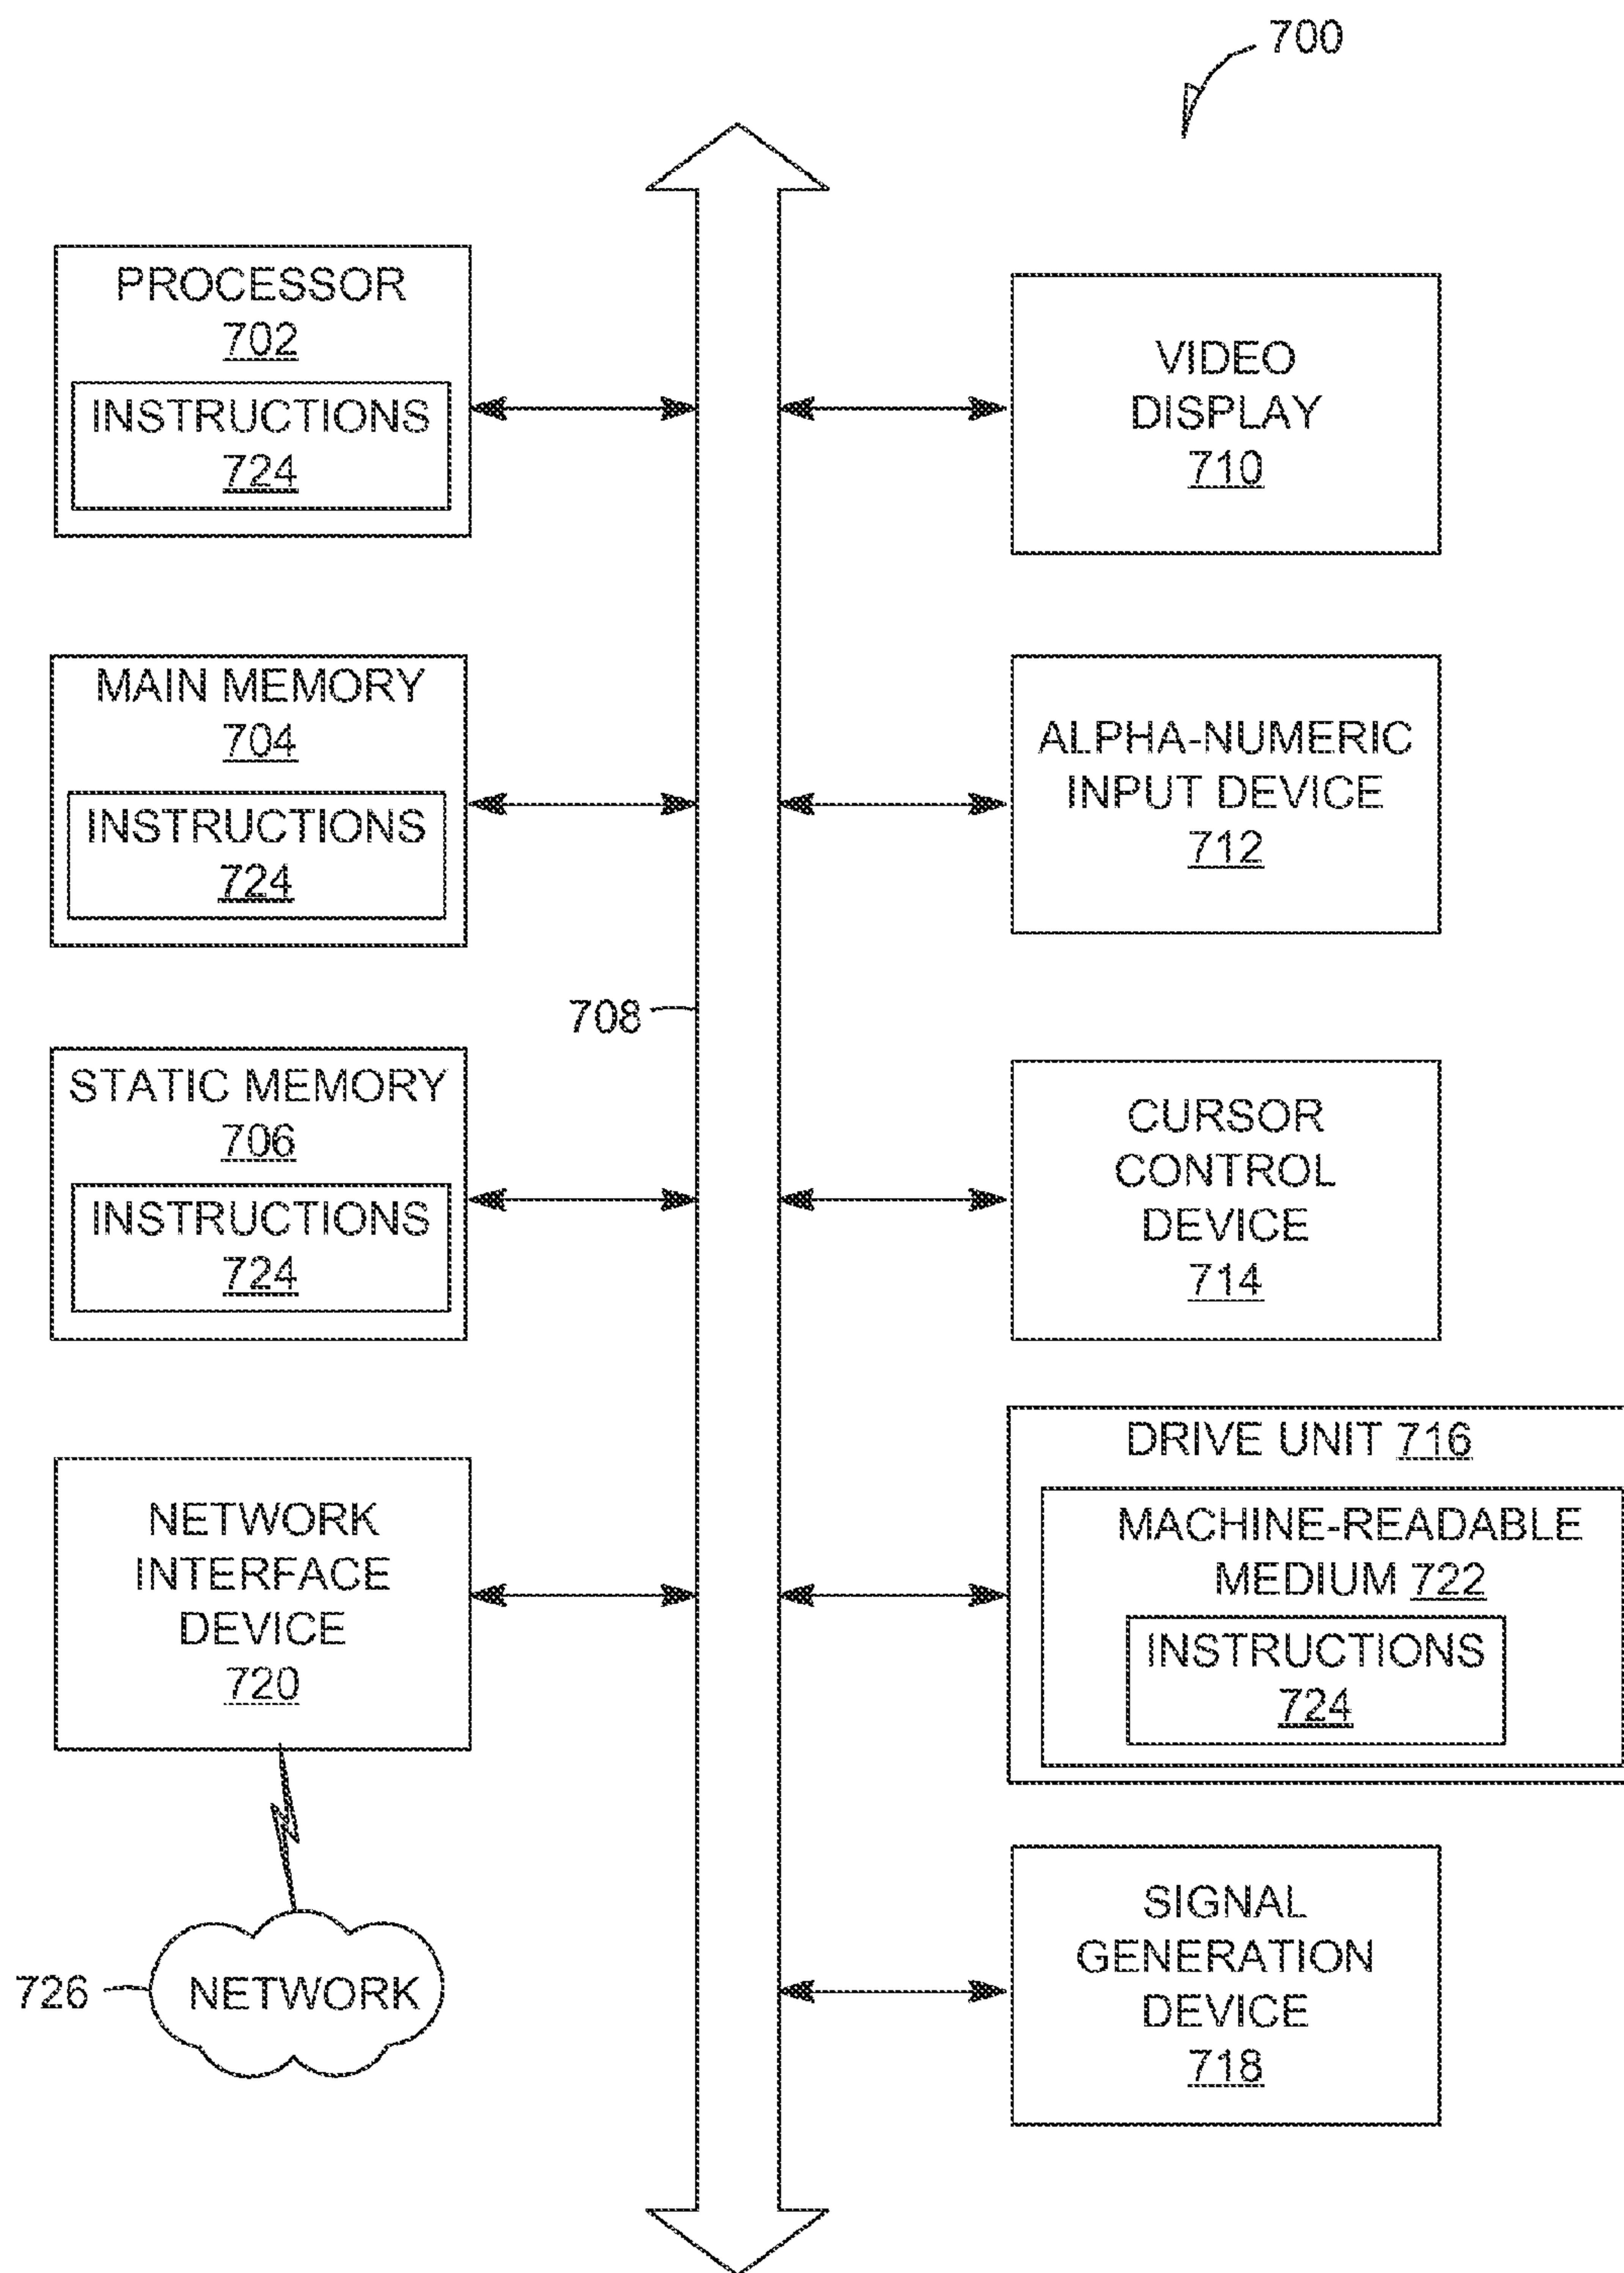 700
PROCESSOR
702
INSTRUCTIONS
724
VIDEO
DISPLAY
710
MAIN MEMORY
704
INSTRUCTIONS
724
ALPHA-NUMERIC
INPUT DEVICE
712
708
STATIC MEMORY
706
INSTRUCTIONS
724
CURSOR
CONTROL
DEVICE
714
NETWORK
INTERFACE
DEVICE
720
DRIVE UNIT 716
MACHINE-READABLE
MEDIUM 722
INSTRUCTIONS
724
726
NETWORK
SIGNAL
GENERATION
DEVICE
718